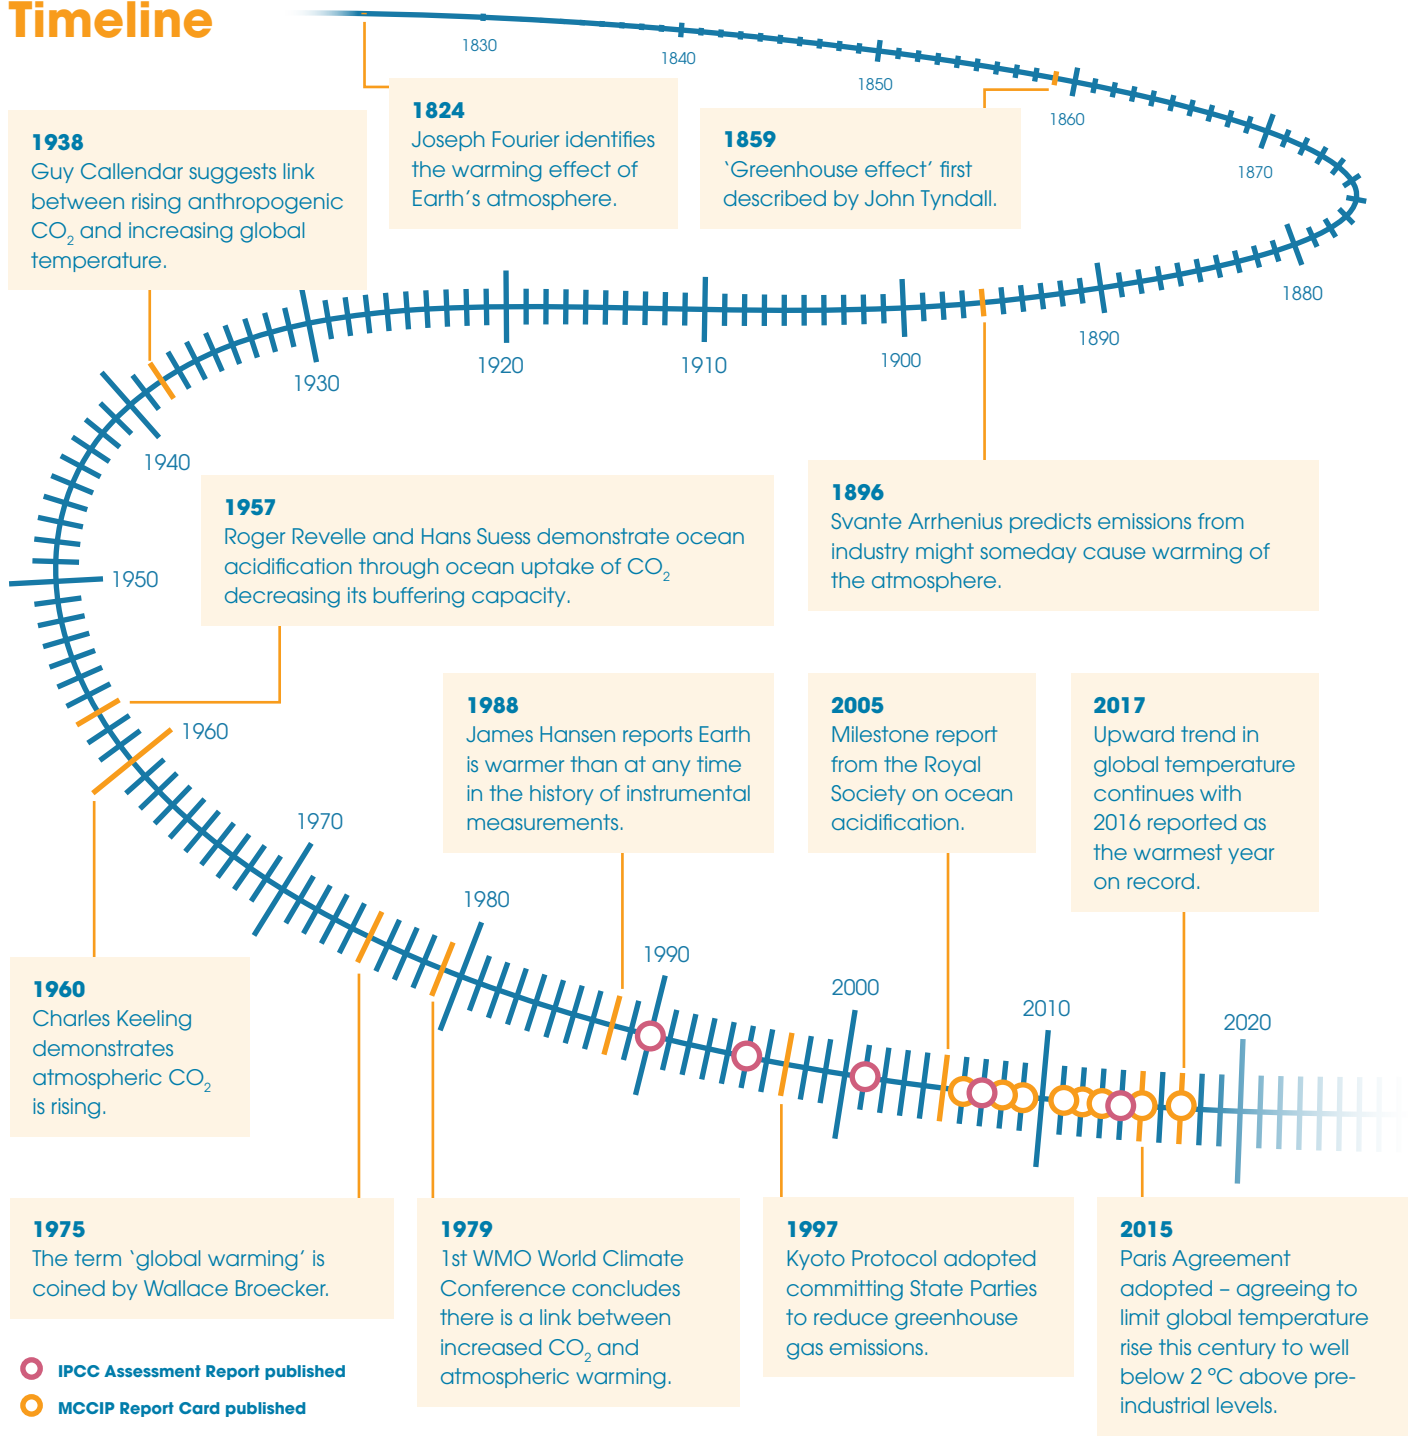 Timeline
1830
1840
1850
1860
1870
1880
1890
1900
1910
1920
1930
1940
1950
1960
1970
1980
1990
2000
2010
2020
1824
Joseph Fourier identifies
the warming effect of
Earth's atmosphere.
1859
‘Greenhouse effect’ first
described by John Tyndall.
1938
Guy Callendar suggests link
between rising anthropogenic
CO₂ and increasing global
temperature.
1896
Svante Arrhenius predicts emissions from
industry might someday cause warming of
the atmosphere.
1957
Roger Revelle and Hans Suess demonstrate ocean
acidification through ocean uptake of CO₂
decreasing its buffering capacity.
1988
James Hansen reports Earth
is warmer than at any time
in the history of instrumental
measurements.
2005
Milestone report
from the Royal
Society on ocean
acidification.
2017
Upward trend in
global temperature
continues with
2016 reported as
the warmest year
on record.
1960
Charles Keeling
demonstrates
atmospheric CO₂
is rising.
1975
The term ‘global warming’ is
coined by Wallace Broecker.
1979
1st WMO World Climate
Conference concludes
there is a link between
increased CO₂ and
atmospheric warming.
1997
Kyoto Protocol adopted
committing State Parties
to reduce greenhouse
gas emissions.
2015
Paris Agreement
adopted – agreeing to
limit global temperature
rise this century to well
below 2 ºC above pre-
industrial levels.
IPCC Assessment Report published
MCCIP Report Card published